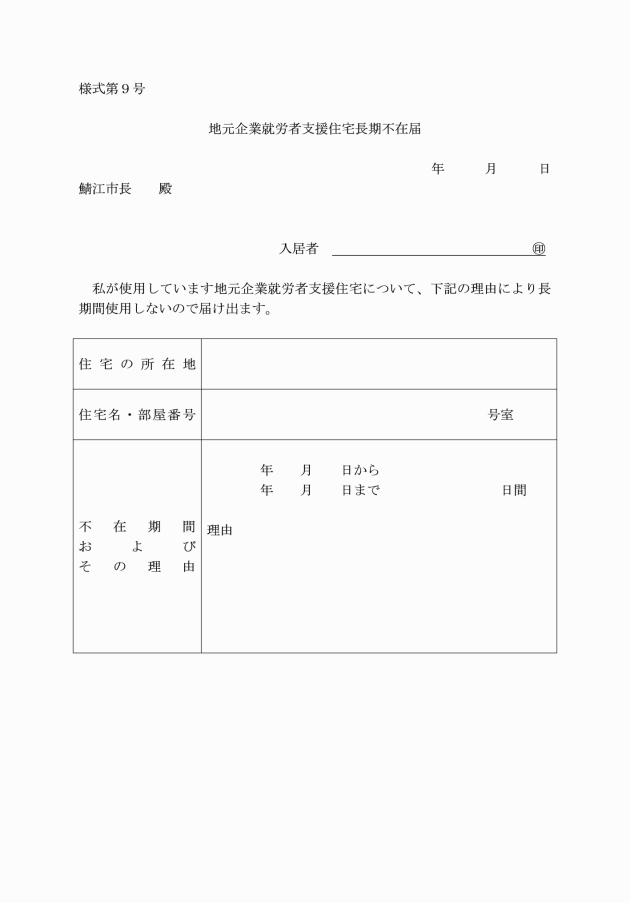 様式第９号
地元企業就労者支援住宅長期不在届
年　　　月　　　日
鯖江市長　　殿
入居者　㊞
私が使用しています地元企業就労者支援住宅について、下記の理由により長
期間使用しないので届け出ます。
住宅の所在地
住宅名・部屋番号　号室
年　　月　　日から
年　　月　　日まで　日間
不在期間
および
その理由
理由